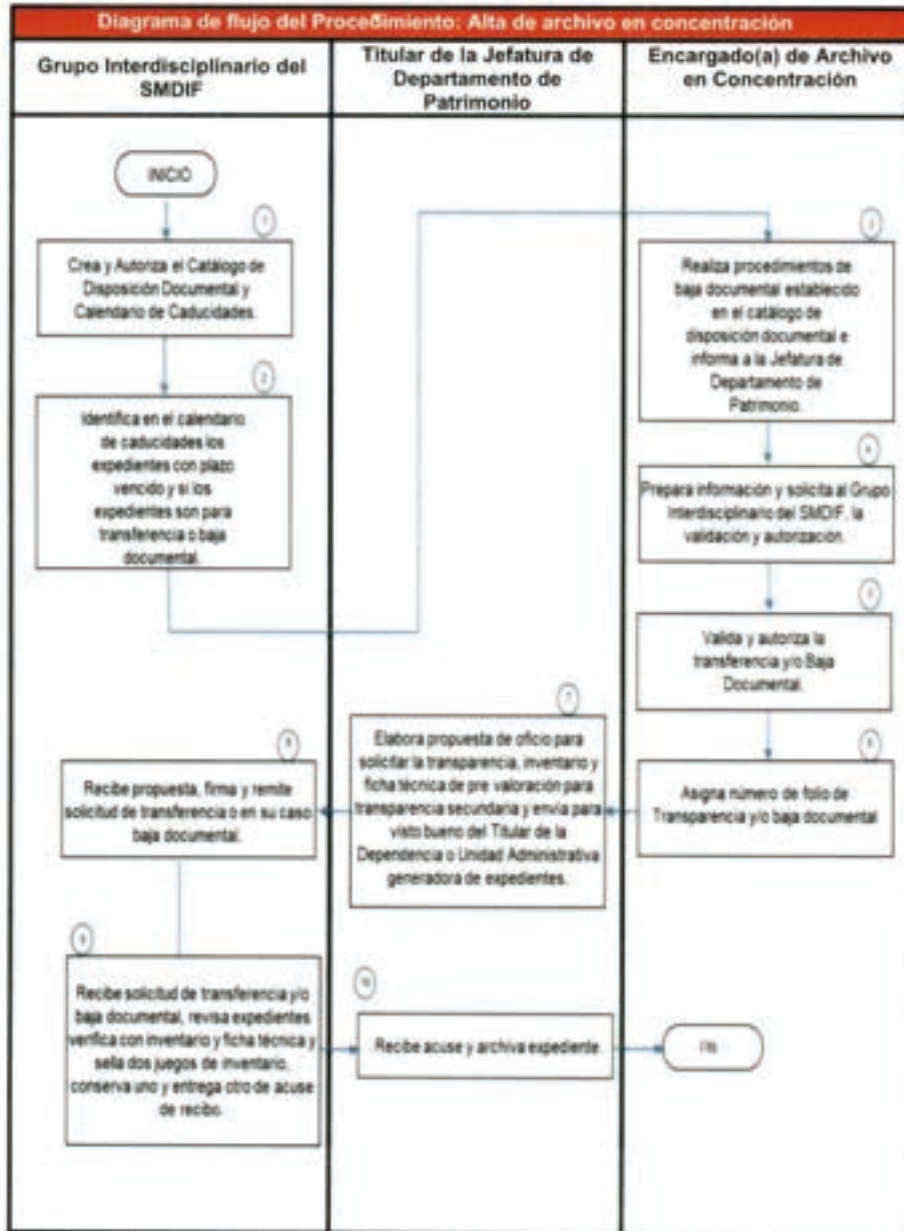 Diagrama de flujo del Procedimiento: Alta de archivo en concentración
Grupo Interdisciplinario del
SMDIF
Titular de la Jefatura de
Departamento de
Patrimonio
Encargado(a) de Archivo
en Concentración
INICIO
1
Crea y Autoriza el Catálogo de
Disposición Documental y
Calendario de Caducidades.
2
Identifica en el calendario
de caducidades los
expedientes con plazo
vencido y si los
expedientes son para
transferencia o baja
documental.
Realiza procedimientos de
baja documental establecido
en el catálogo de
disposición documental e
informa a la Jefatura de
Departamento de
Patrimonio.
Prepara información y solicita al Grupo
Interdisciplinario del SMDIF, la
validación y autorización.
Valida y autoriza la
transferencia y/o Baja
Documental.
Asigna número de folio de
Transparencia y/o baja documental
7
Elabora propuesta de oficio para
solicitar la transparencia, inventario y
ficha técnica de pre valoración para
transparencia secundaria y envía para
visto bueno del Titular de la
Dependencia o Unidad Administrativa
generadora de expedientes.
Recibe propuesta, firma y remite
solicitud de transferencia o en su caso
baja documental.
Recibe solicitud de transferencia y/o
baja documental, revisa expedientes
verifica con inventario y ficha técnica y
sella dos juegos de inventario,
conserva uno y entrega otro de acuse
de recibo.
10
Recibe acuse y archiva expediente.